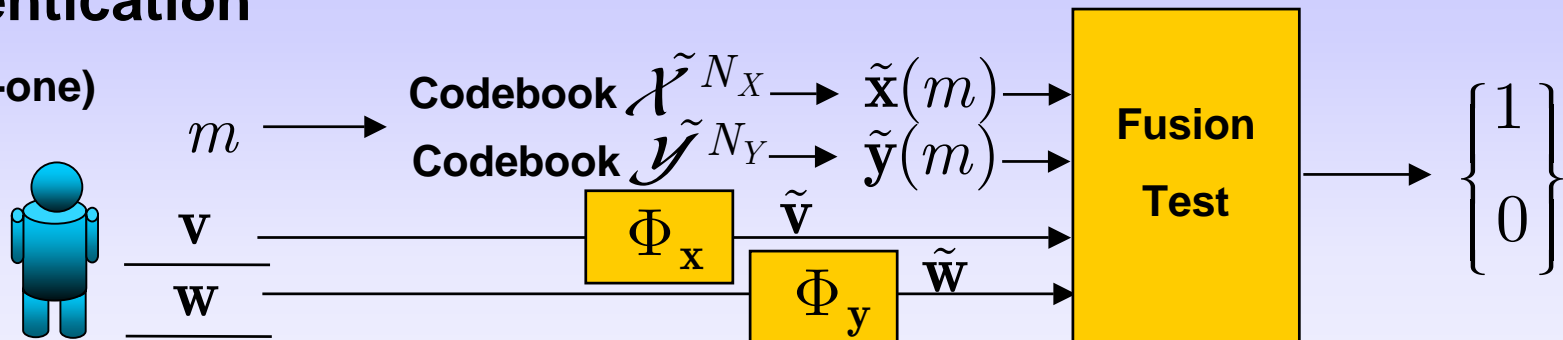 entication
-one)
Codebook 𝒳̃ N_X → x̃(m)
m
Codebook 𝒴̃ N_Y → ỹ(m)
Fusion
Test
1
0
v
Φ_x
ṽ
w
Φ_y
w̃